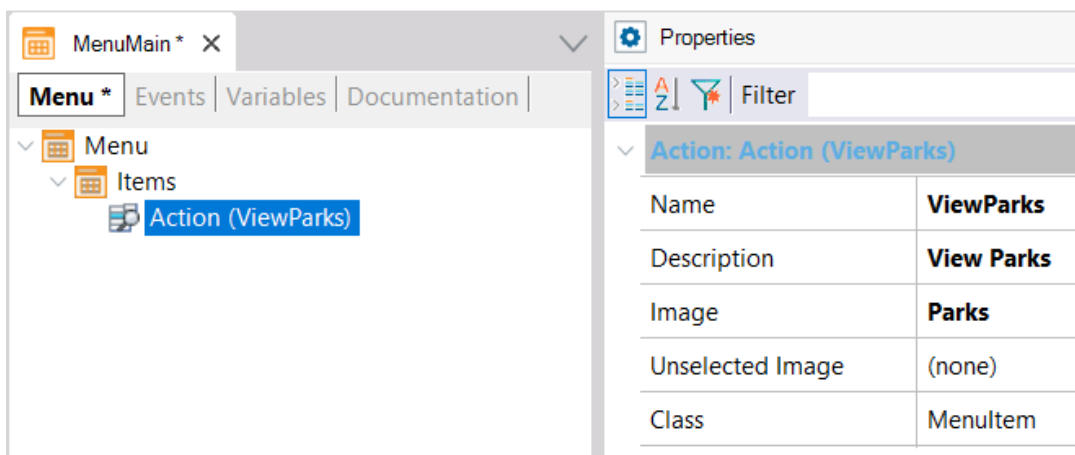 MenuMain *
Menu * Events Variables Documentation
Menu
Items
Action (ViewParks)
Properties
Filter
Action: Action (ViewParks)
Name ViewParks
Description View Parks
Image Parks
Unselected Image (none)
Class MenuItem